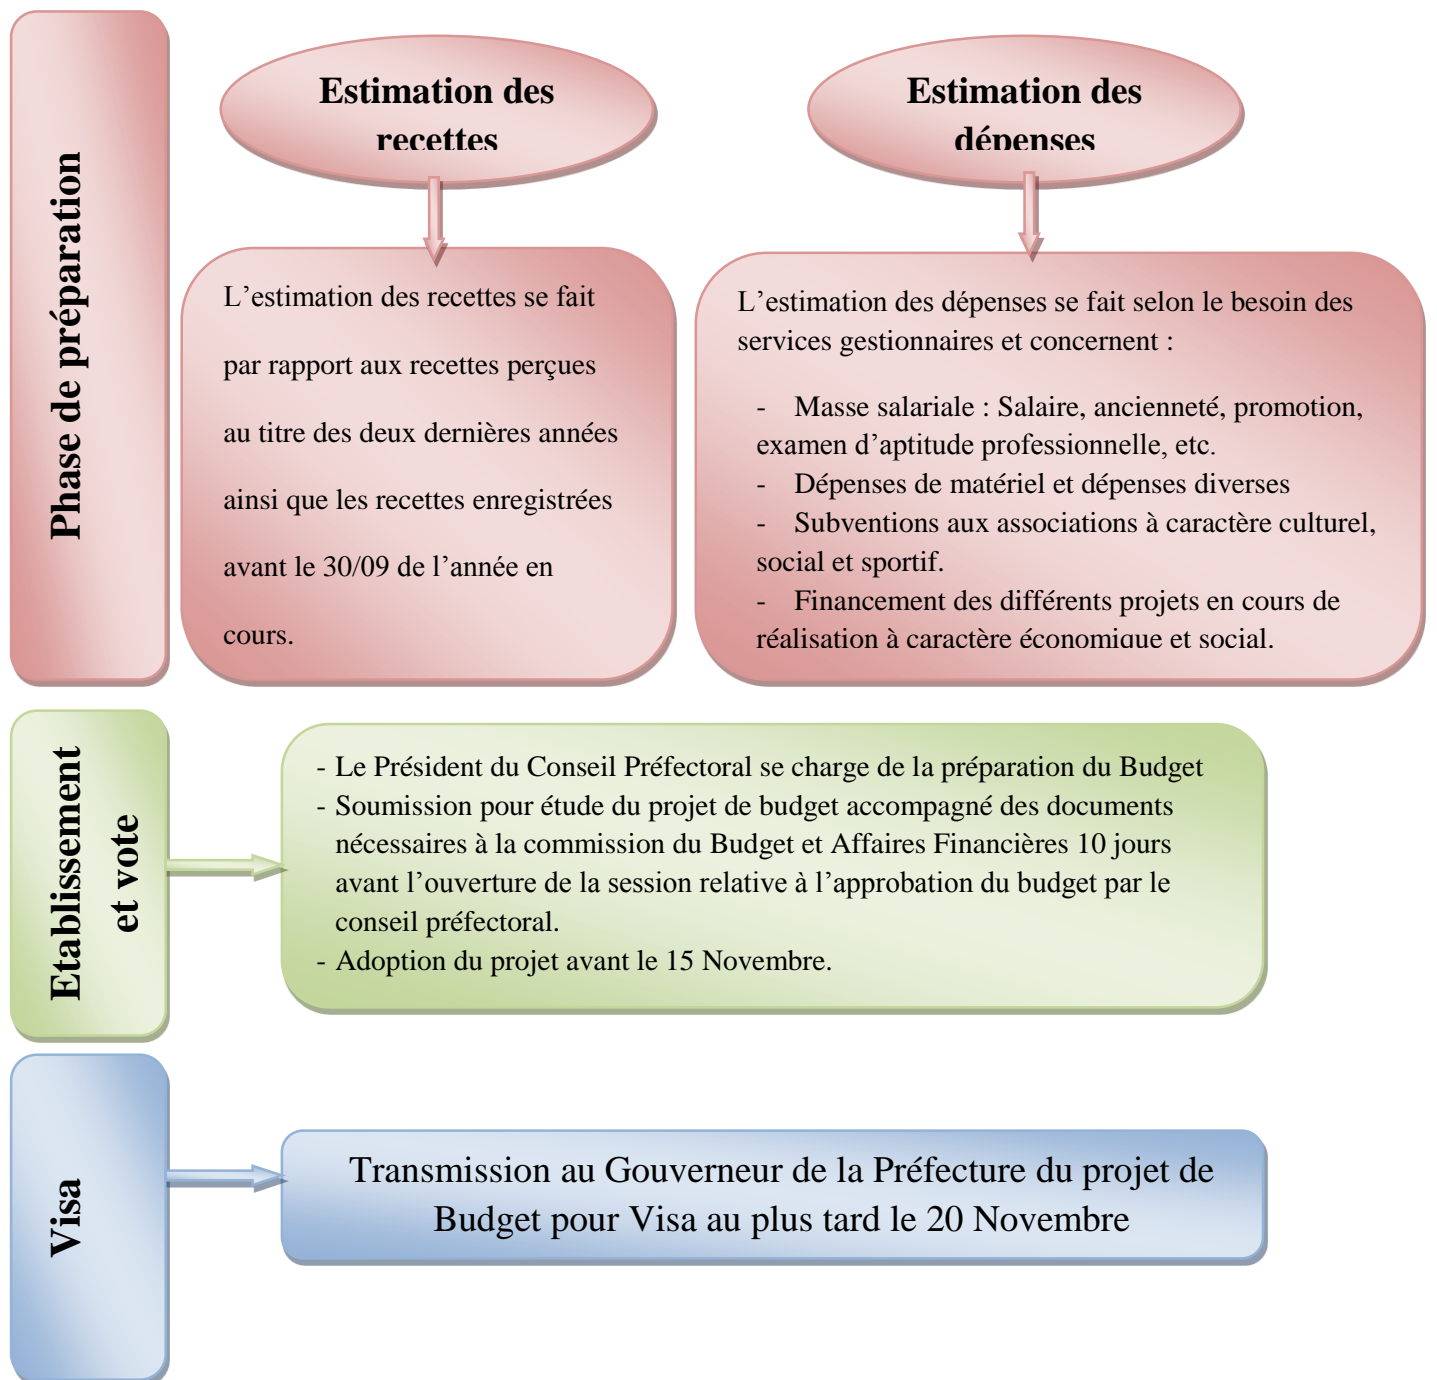 Phase de préparation
Estimation des
recettes
Estimation des
dépenses
L’estimation des recettes se fait
par rapport aux recettes perçues
au titre des deux dernières années
ainsi que les recettes enregistrées
avant le 30/09 de l’année en
cours.
L’estimation des dépenses se fait selon le besoin des
services gestionnaires et concernent :
- Masse salariale : Salaire, ancienneté, promotion,
examen d’aptitude professionnelle, etc.
- Dépenses de matériel et dépenses diverses
- Subventions aux associations à caractère culturel,
social et sportif.
- Financement des différents projets en cours de
réalisation à caractère économique et social.
Etablissement
et vote
- Le Président du Conseil Préfectoral se charge de la préparation du Budget
- Soumission pour étude du projet de budget accompagné des documents
nécessaires à la commission du Budget et Affaires Financières 10 jours
avant l’ouverture de la session relative à l’approbation du budget par le
conseil préfectoral.
- Adoption du projet avant le 15 Novembre.
Visa
Transmission au Gouverneur de la Préfecture du projet de
Budget pour Visa au plus tard le 20 Novembre